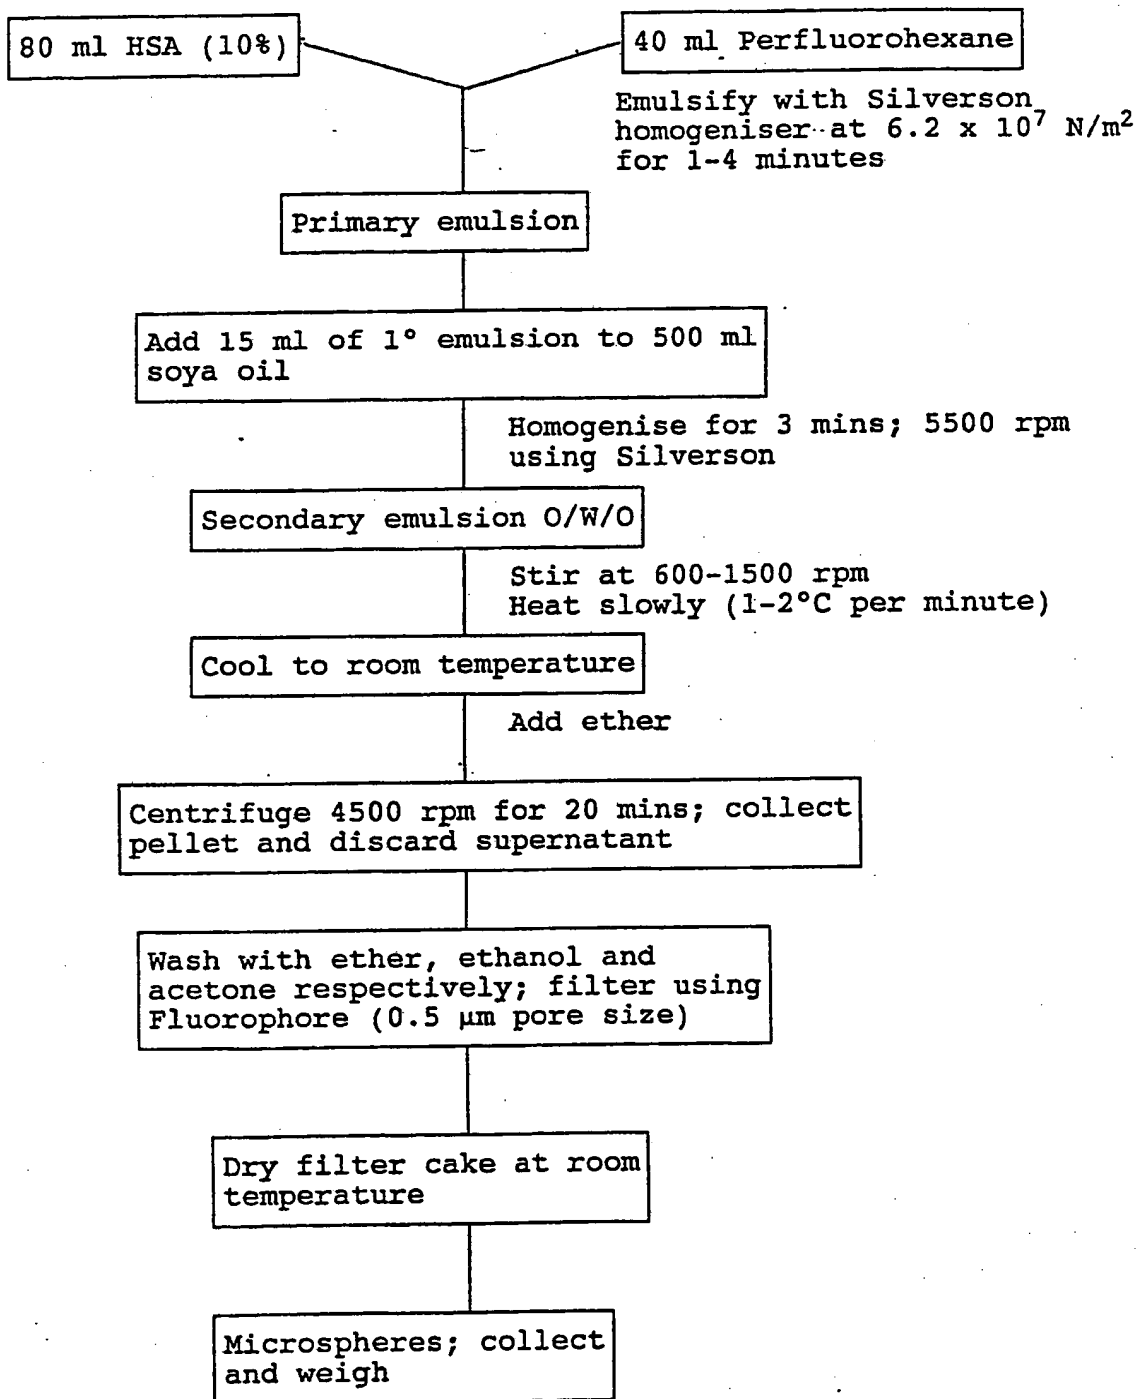 80 ml HSA (10%)
40 ml Perfluorohexane
Emulsify with Silverson
homogeniser at 6.2 x 10⁷ N/m²
for 1-4 minutes
Primary emulsion
Add 15 ml of 1° emulsion to 500 ml
soya oil
Homogenise for 3 mins; 5500 rpm
using Silverson
Secondary emulsion O/W/O
Stir at 600-1500 rpm
Heat slowly (1-2°C per minute)
Cool to room temperature
Add ether
Centrifuge 4500 rpm for 20 mins; collect
pellet and discard supernatant
Wash with ether, ethanol and
acetone respectively; filter using
Fluorophore (0.5 µm pore size)
Dry filter cake at room
temperature
Microspheres; collect
and weigh